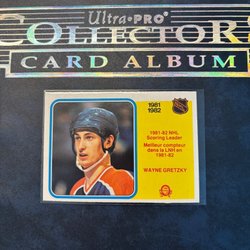 Ultra•PRO®
COLLECTOR
CARD ALBUM
1981
1982
NHL
1981-82 NHL
Scoring Leader
Meilleur compteur
dans la LNH en
1981-82
WAYNE GRETZKY